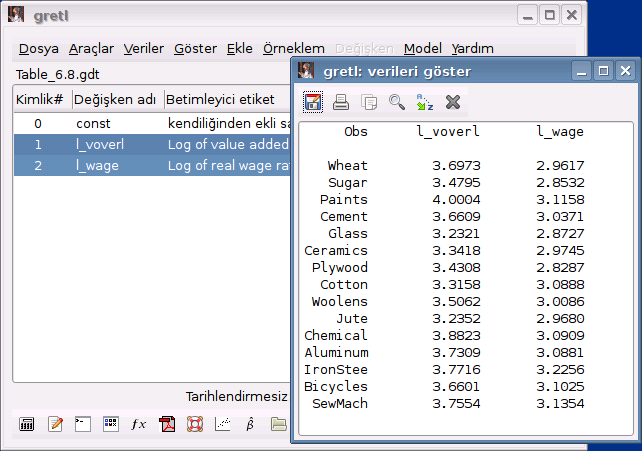 gretl
Dosya Araçlar Veriler Göster Ekle Örneklem Değişken Model Yardım
Table_6.8.gdt
Kimlik# Değişken adı Betimleyici etiket
0 const kendiliğinden ekli
1 l_voverl Log of value added
2 l_wage Log of real wage
Tarihlendirmesiz
fx
β̂
gretl: verileri göster
Obs l_voverl l_wage
Wheat 3.6973 2.9617
Sugar 3.4795 2.8532
Paints 4.0004 3.1158
Cement 3.6609 3.0371
Glass 3.2321 2.8727
Ceramics 3.3418 2.9745
Plywood 3.4308 2.8287
Cotton 3.3158 3.0888
Woolens 3.5062 3.0086
Jute 3.2352 2.9680
Chemical 3.8823 3.0909
Aluminum 3.7309 3.0881
IronStee 3.7716 3.2256
Bicycles 3.6601 3.1025
SewMach 3.7554 3.1354